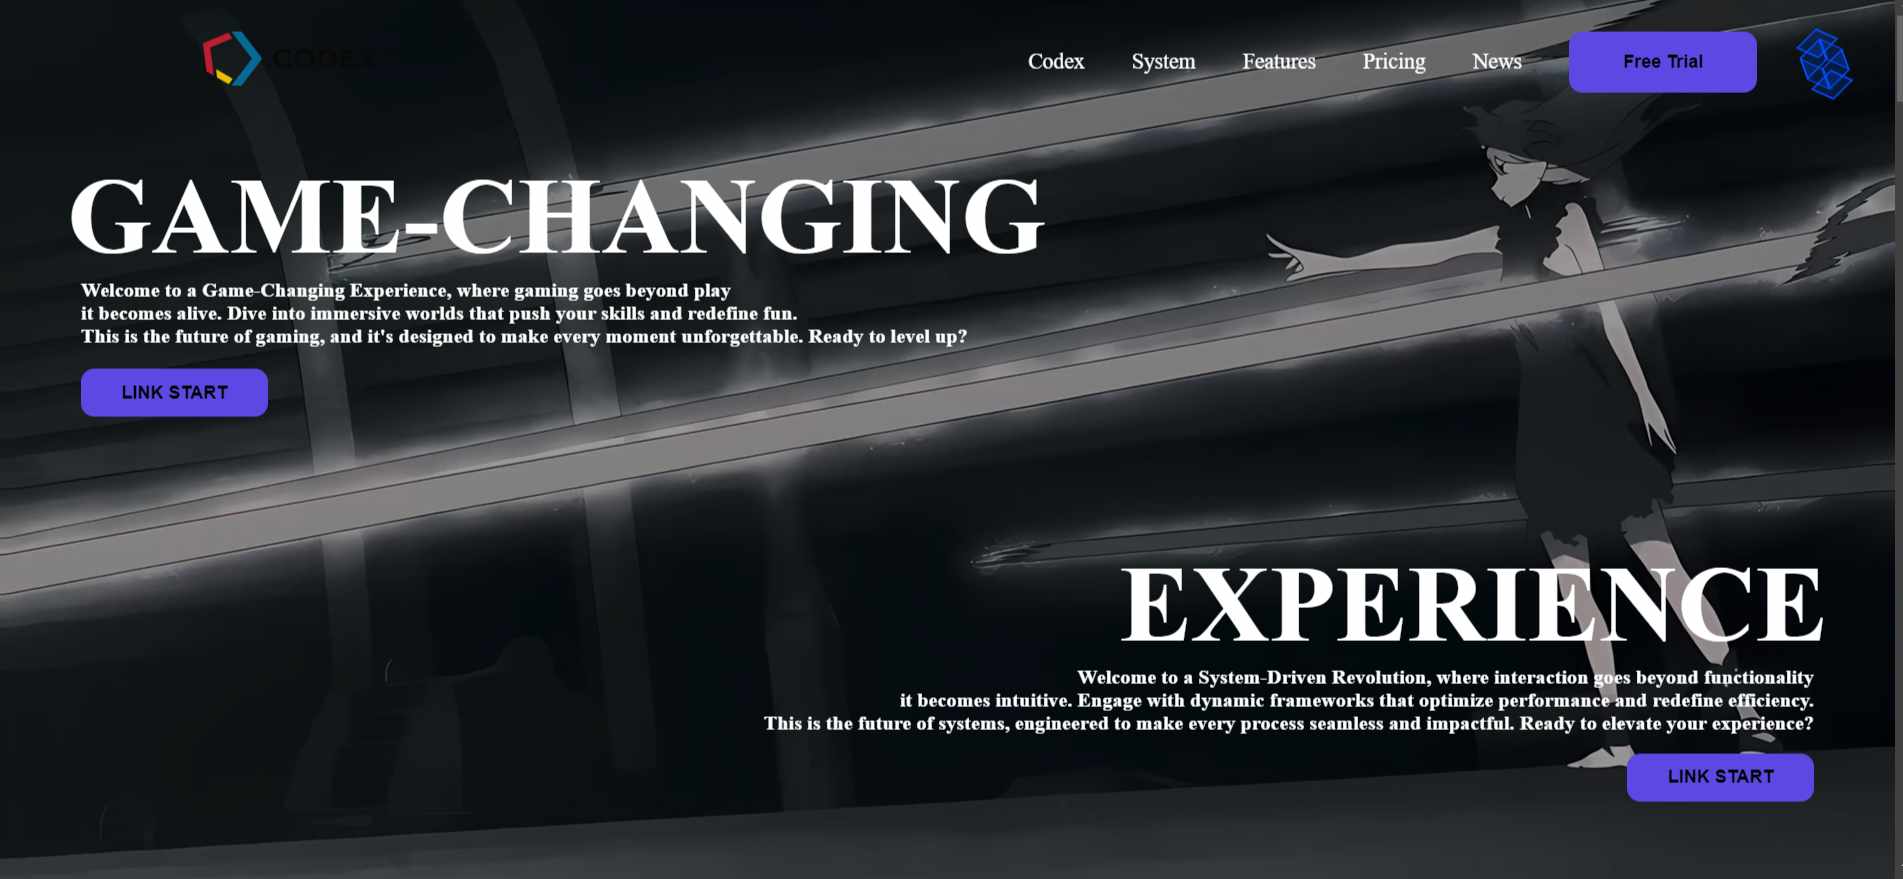 CODEX
Codex System Features Pricing News Free Trial
GAME-CHANGING
Welcome to a Game-Changing Experience, where gaming goes beyond play
it becomes alive. Dive into immersive worlds that push your skills and redefine fun.
This is the future of gaming, and it's designed to make every moment unforgettable. Ready to level up?
LINK START
EXPERIENCE
Welcome to a System-Driven Revolution, where interaction goes beyond functionality
it becomes intuitive. Engage with dynamic frameworks that optimize performance and redefine efficiency.
This is the future of systems, engineered to make every process seamless and impactful. Ready to elevate your experience?
LINK START